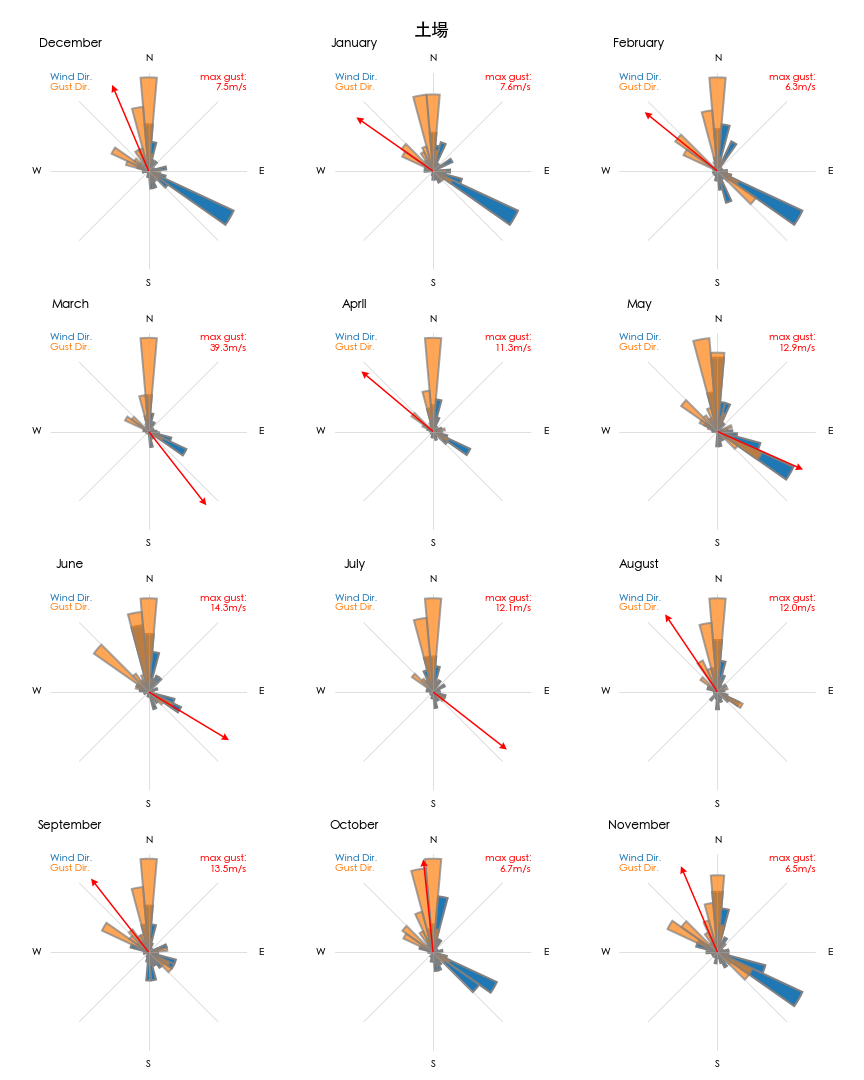 土場
December
January
February
N
N
N
Wind Dir.
Gust Dir.
max gust:
7.5m/s
Wind Dir.
Gust Dir.
max gust:
7.6m/s
Wind Dir.
Gust Dir.
max gust:
6.3m/s
W
E
W
E
W
E
S
S
S
March
April
May
N
N
N
Wind Dir.
Gust Dir.
max gust:
39.3m/s
Wind Dir.
Gust Dir.
max gust:
11.3m/s
Wind Dir.
Gust Dir.
max gust:
12.9m/s
W
E
W
E
W
E
S
S
S
June
July
August
N
N
N
Wind Dir.
Gust Dir.
max gust:
14.3m/s
Wind Dir.
Gust Dir.
max gust:
12.1m/s
Wind Dir.
Gust Dir.
max gust:
12.0m/s
W
E
W
E
W
E
S
S
S
September
October
November
N
N
N
Wind Dir.
Gust Dir.
max gust:
13.5m/s
Wind Dir.
Gust Dir.
max gust:
6.7m/s
Wind Dir.
Gust Dir.
max gust:
6.5m/s
W
E
W
E
W
E
S
S
S